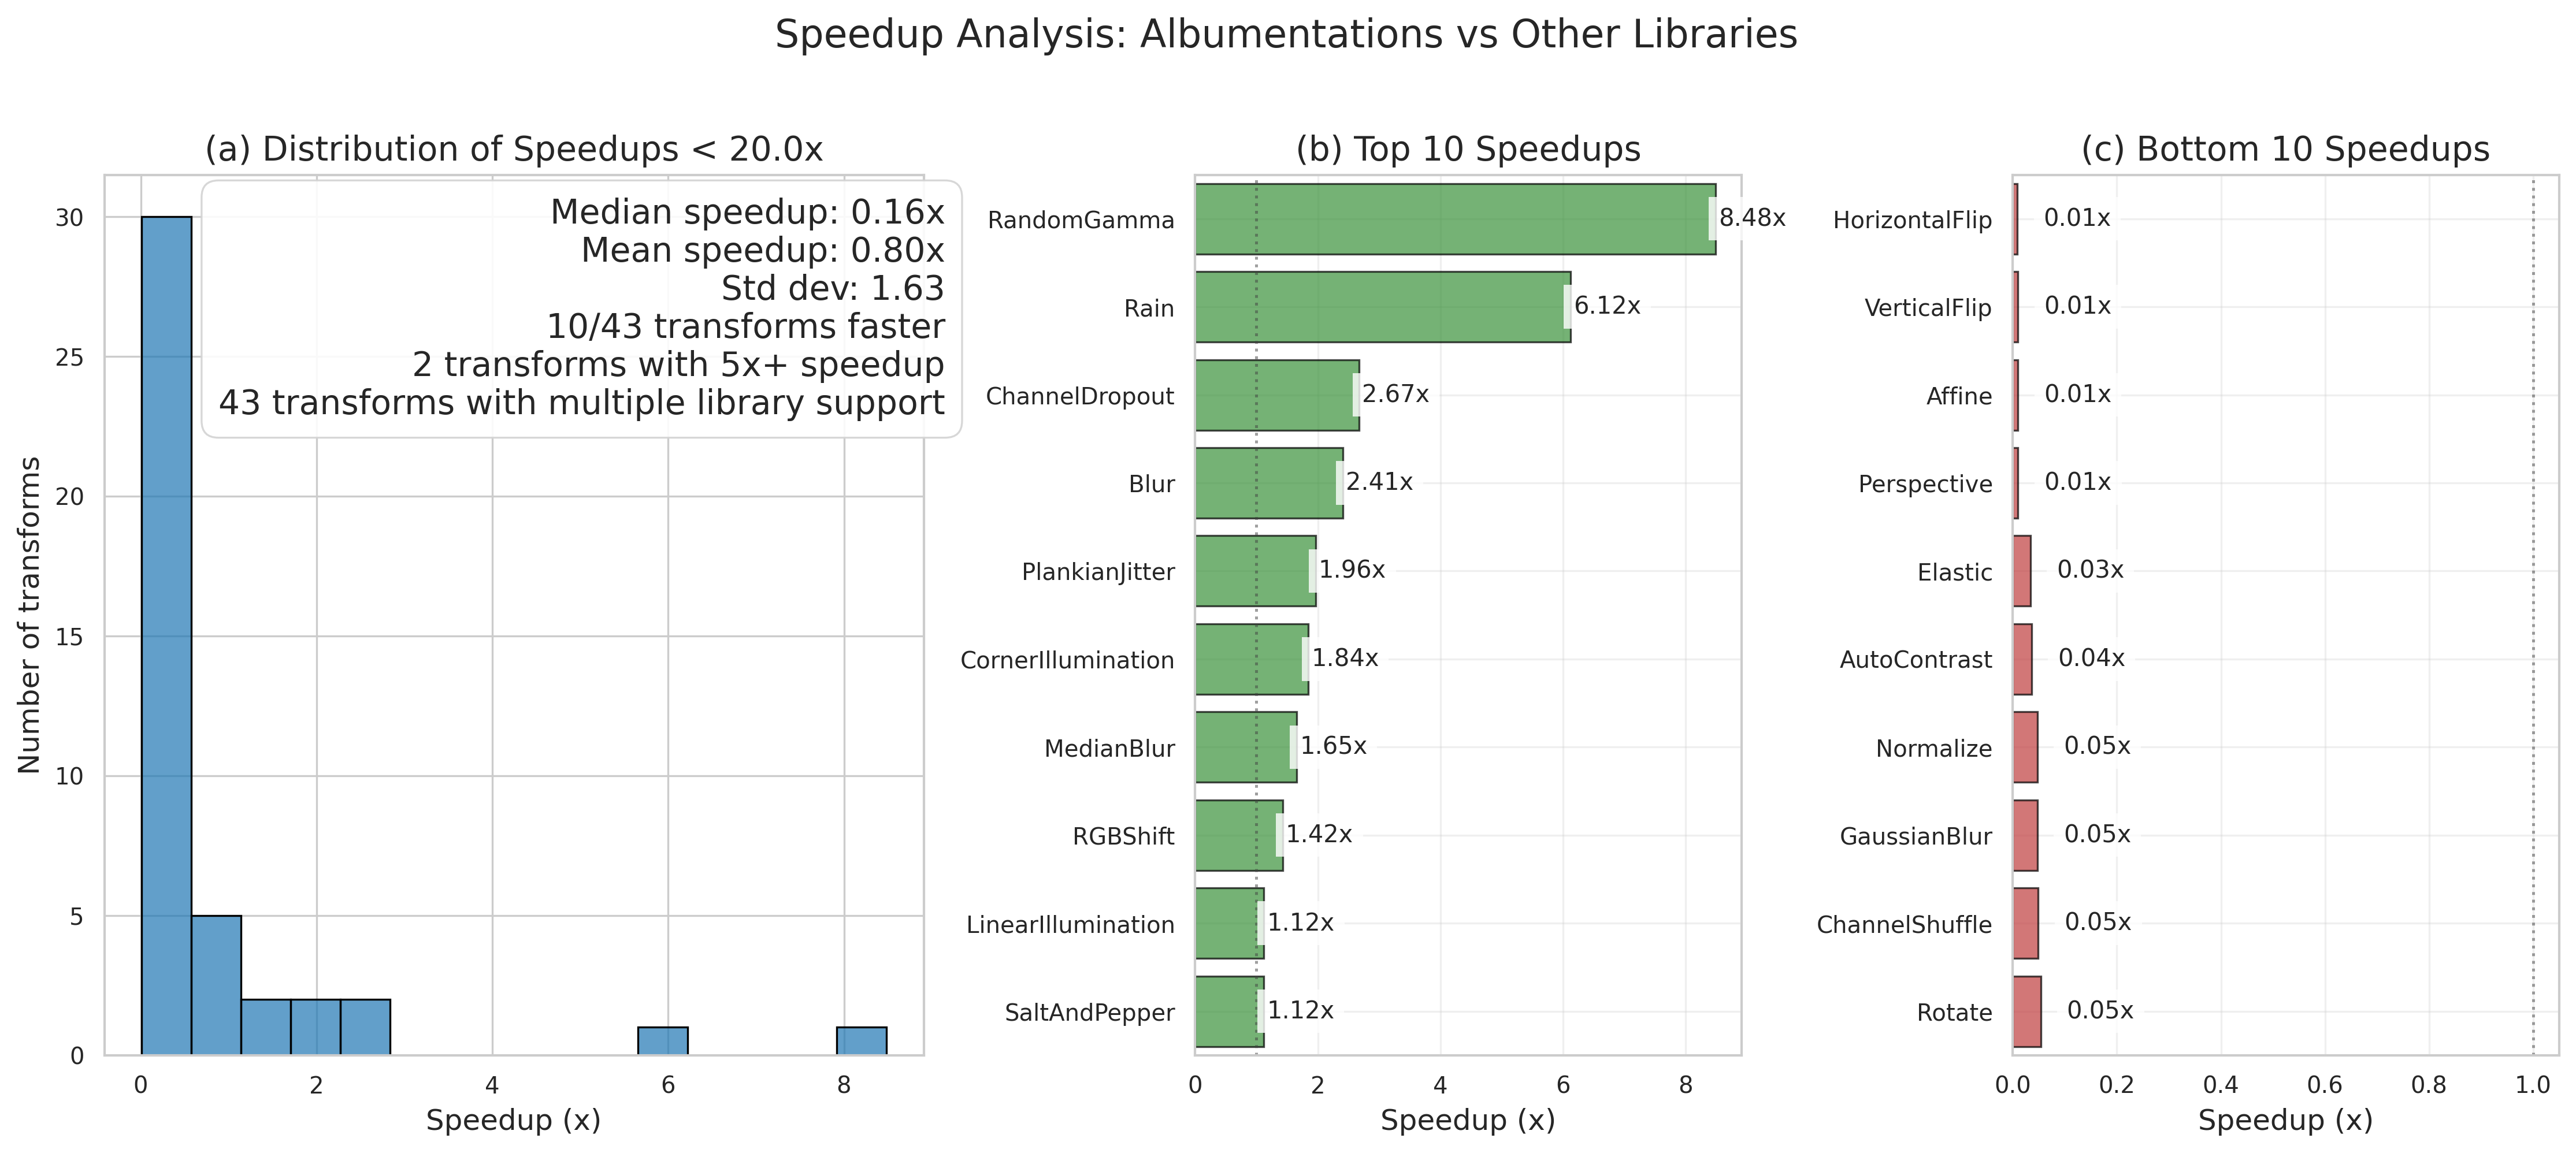 Speedup Analysis: Albumentations vs Other Libraries
(a) Distribution of Speedups < 20.0x
Number of transforms
30
25
20
15
10
5
0
Median speedup: 0.16x
Mean speedup: 0.80x
Std dev: 1.63
10/43 transforms faster
2 transforms with 5x+ speedup
43 transforms with multiple library support
0 2 4 6 8
Speedup (x)
(b) Top 10 Speedups
RandomGamma 8.48x
Rain 6.12x
ChannelDropout 2.67x
Blur 2.41x
PlankianJitter 1.96x
CornerIllumination 1.84x
MedianBlur 1.65x
RGBShift 1.42x
LinearIllumination 1.12x
SaltAndPepper 1.12x
0 2 4 6 8
Speedup (x)
(c) Bottom 10 Speedups
HorizontalFlip 0.01x
VerticalFlip 0.01x
Affine 0.01x
Perspective 0.01x
Elastic 0.03x
AutoContrast 0.04x
Normalize 0.05x
GaussianBlur 0.05x
ChannelShuffle 0.05x
Rotate 0.05x
0.0 0.2 0.4 0.6 0.8 1.0
Speedup (x)